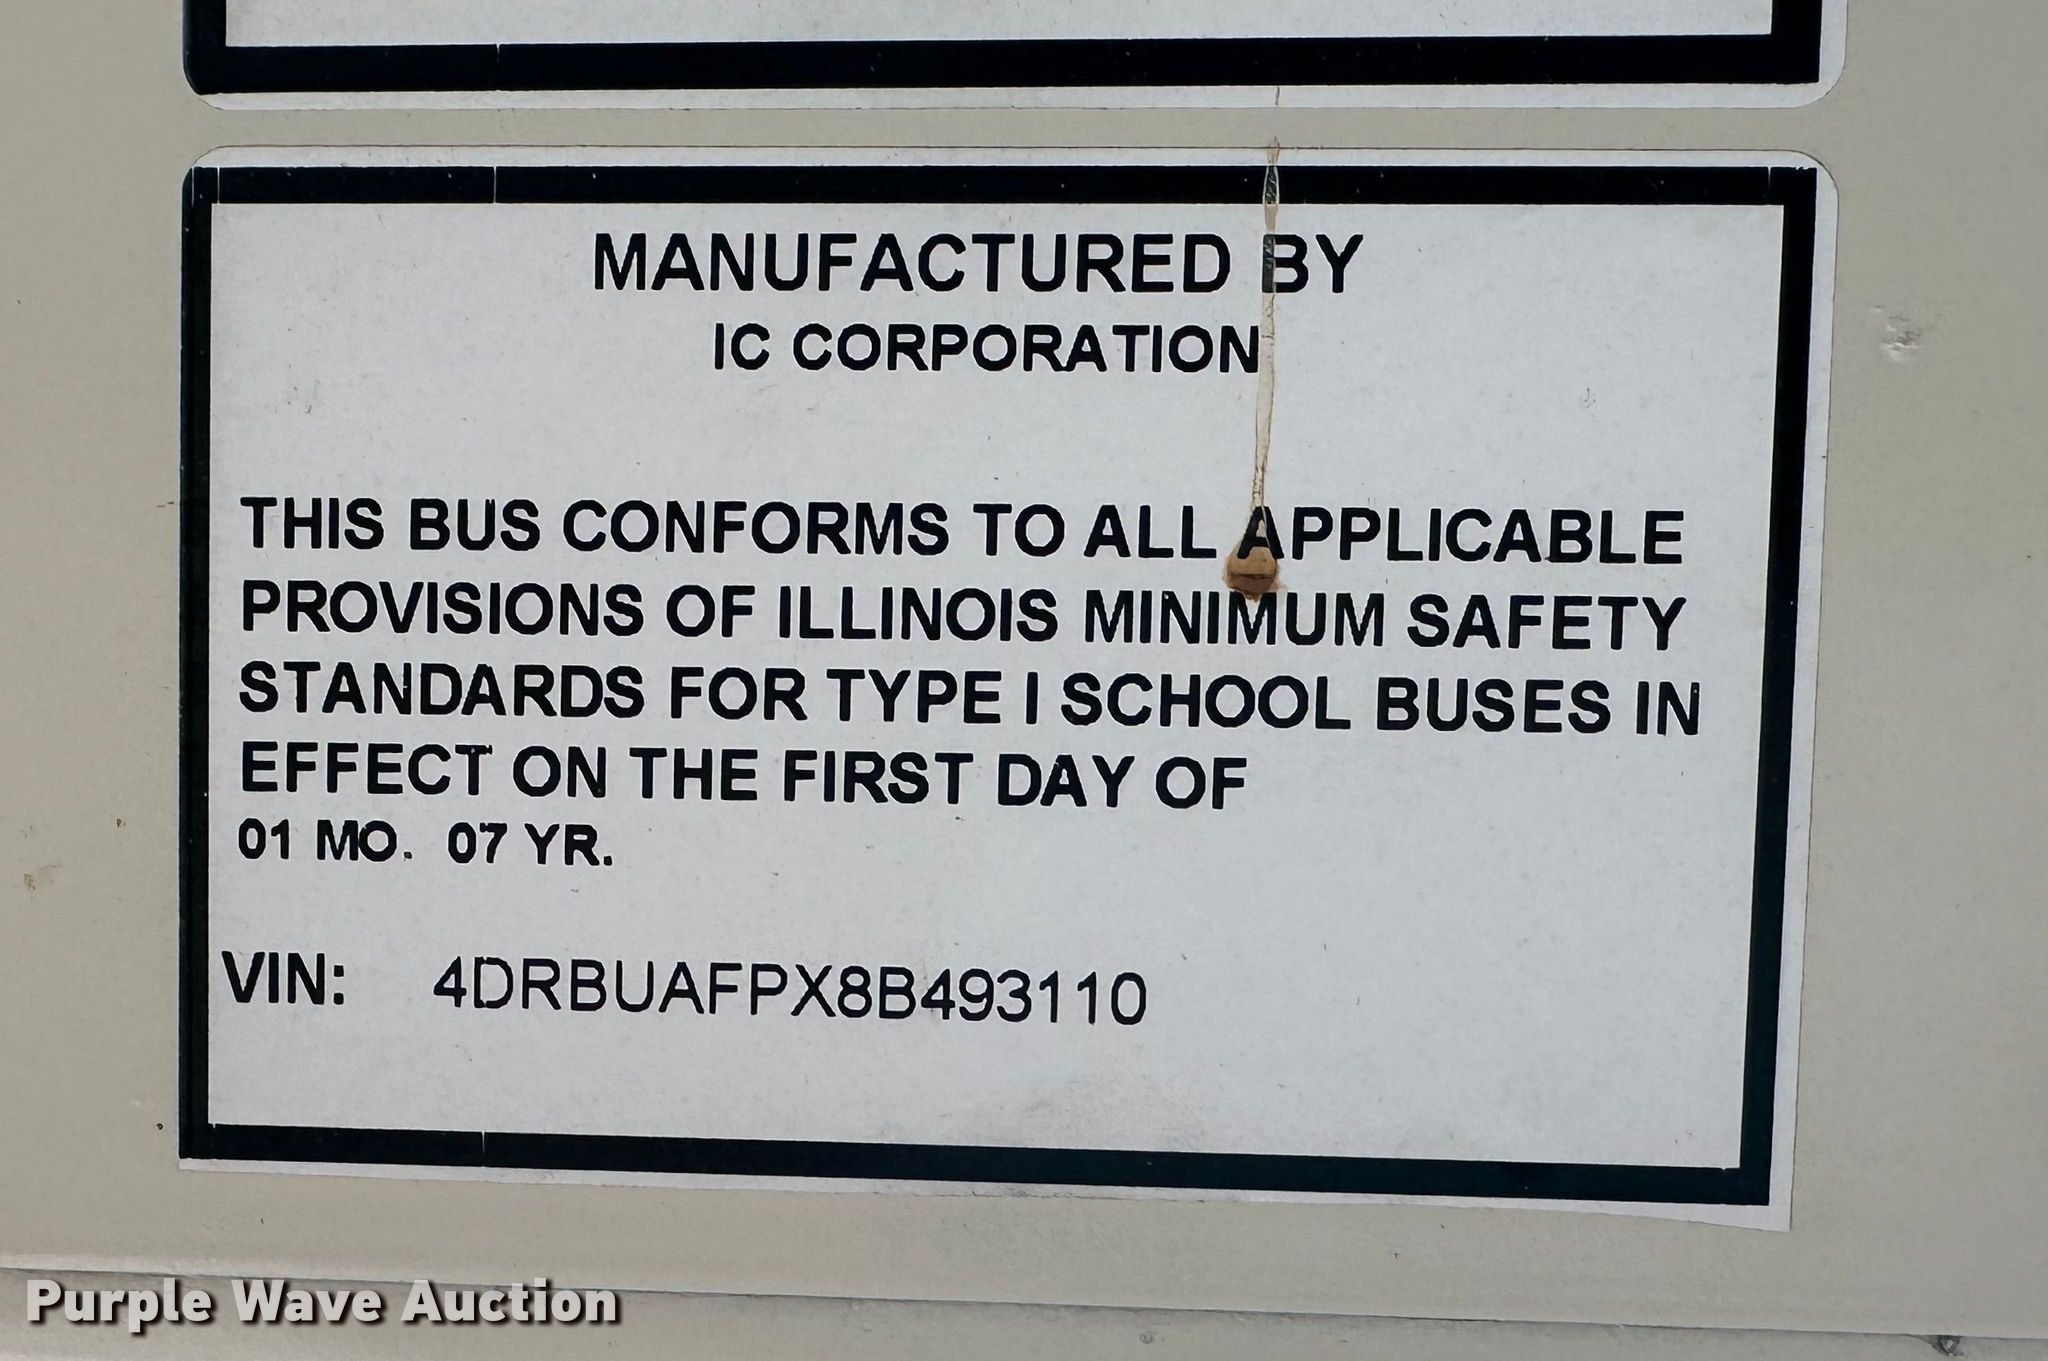 MANUFACTURED BY
IC CORPORATION
THIS BUS CONFORMS TO ALL APPLICABLE
PROVISIONS OF ILLINOIS MINIMUM SAFETY
STANDARDS FOR TYPE I SCHOOL BUSES IN
EFFECT ON THE FIRST DAY OF
01 MO. 07 YR.
VIN: 4DRBUAFPX8B493110
Purple Wave Auction